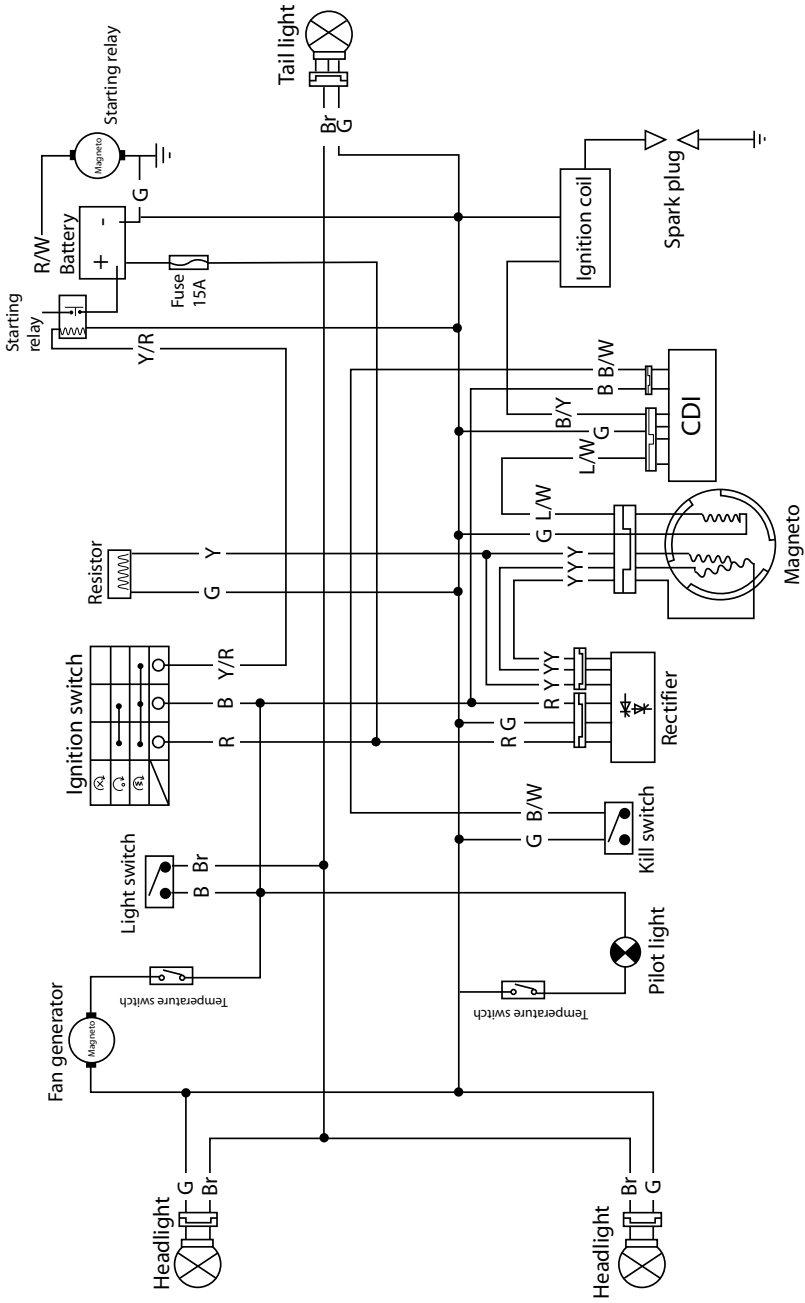 Starting relay
Magneto
R/W
G
Battery
+
-
Starting
relay
Fuse
15A
Y/R
Tail light
Br
G
Ignition coil
Spark plug
Resistor
Y
G
Ignition switch
Y/R
B
R
B/W
B
B/Y
G
L/W
CDI
L/W
G
Y
Y
Y
Magneto
Y
Y
Y
R
G
R
Rectifier
B/W
G
Kill switch
Light switch
Br
B
Temperature switch
Fan generator
Magneto
Temperature switch
Pilot light
G
Br
Headlight
Br
G
Headlight